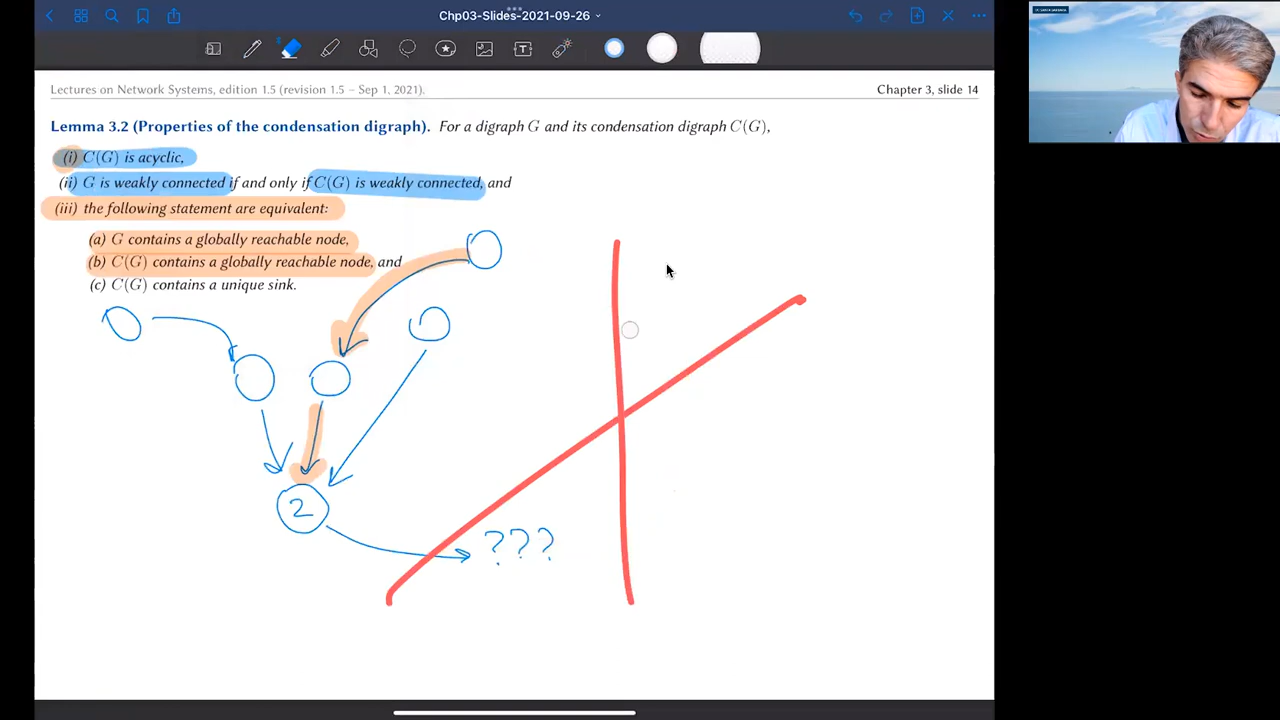 Chp03-Slides-2021-09-26
Lectures on Network Systems, edition 1.5 (revision 1.5 – Sep 1, 2021).
Chapter 3, slide 14
Lemma 3.2 (Properties of the condensation digraph). For a digraph G and its condensation digraph C(G),
(i) C(G) is acyclic,
(ii) G is weakly connected if and only if C(G) is weakly connected, and
(iii) the following statement are equivalent:
(a) G contains a globally reachable node,
(b) C(G) contains a globally reachable node, and
(c) C(G) contains a unique sink.
2
???